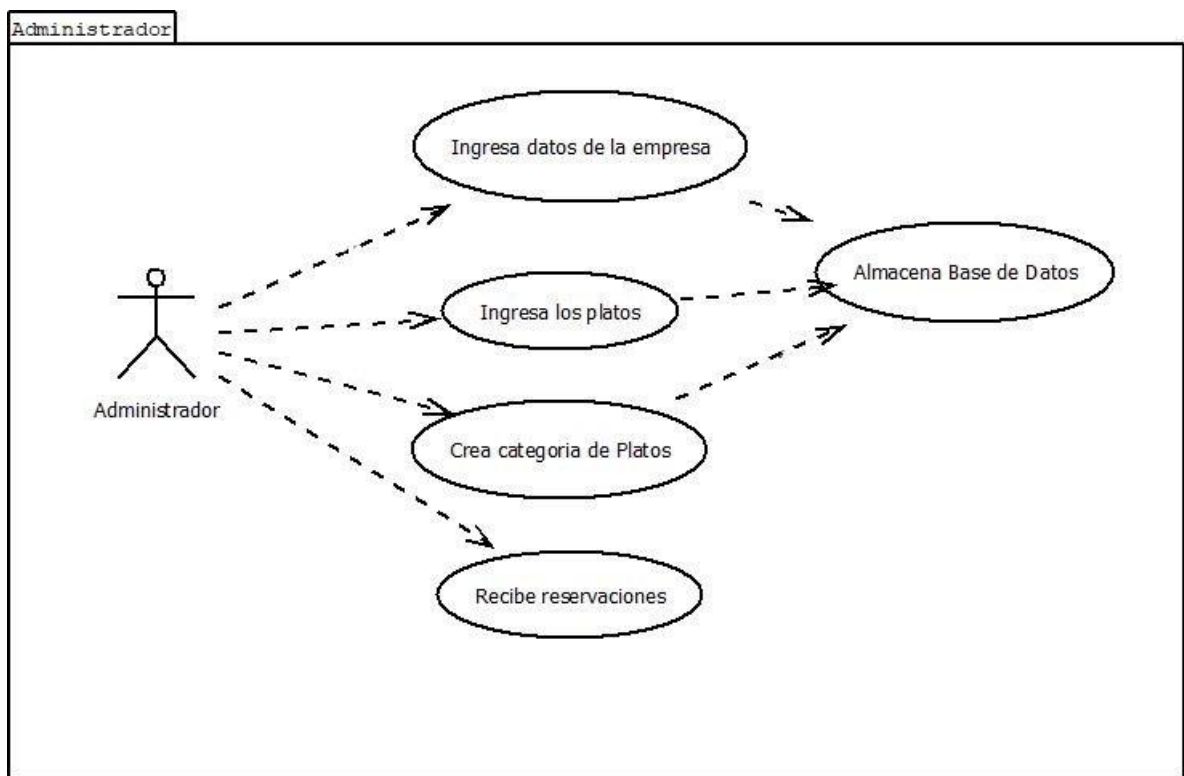 Administrador
Ingresa datos de la empresa
Almacena Base de Datos
Ingresa los platos
Administrador
Crea categoria de Platos
Recibe reservaciones